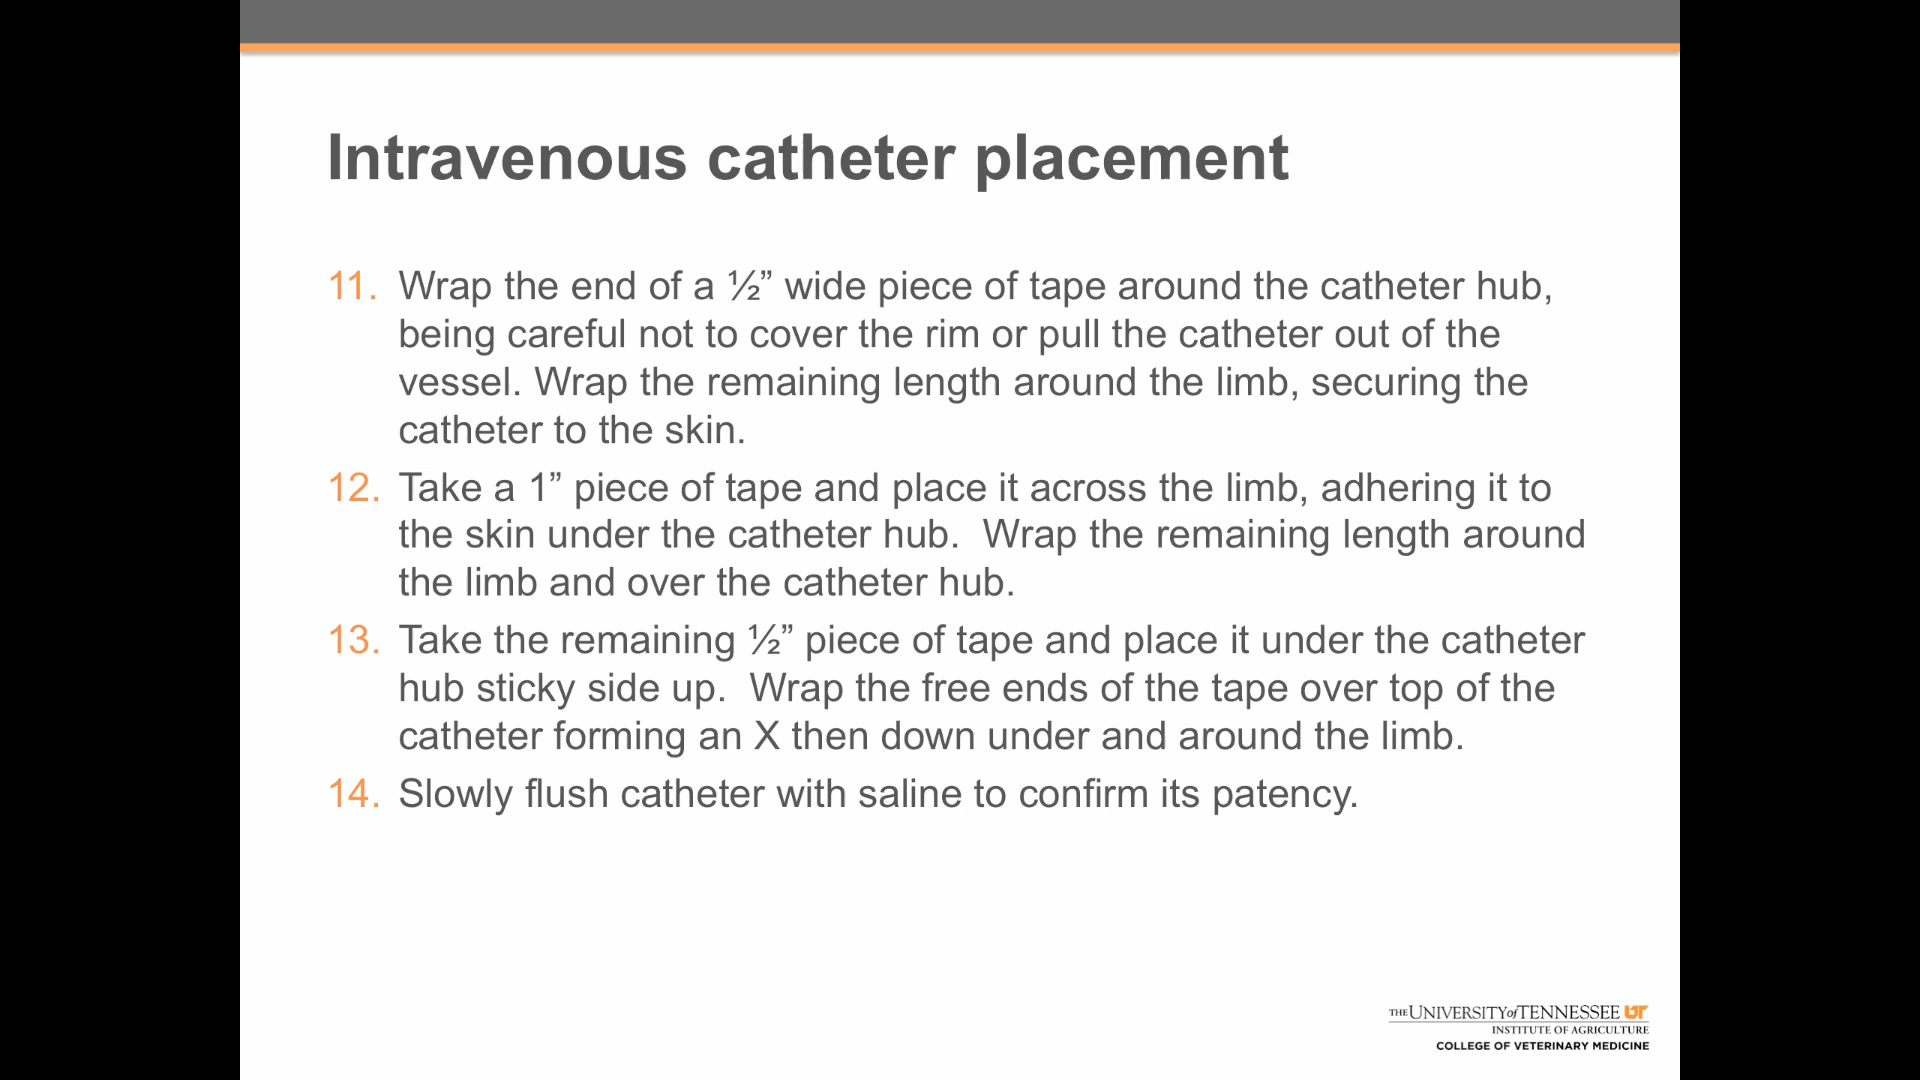 Intravenous catheter placement
11. Wrap the end of a ½” wide piece of tape around the catheter hub,
being careful not to cover the rim or pull the catheter out of the
vessel. Wrap the remaining length around the limb, securing the
catheter to the skin.
12. Take a 1” piece of tape and place it across the limb, adhering it to
the skin under the catheter hub.  Wrap the remaining length around
the limb and over the catheter hub.
13. Take the remaining ½” piece of tape and place it under the catheter
hub sticky side up.  Wrap the free ends of the tape over top of the
catheter forming an X then down under and around the limb.
14. Slowly flush catheter with saline to confirm its patency.
THE UNIVERSITY of TENNESSEE UT
INSTITUTE OF AGRICULTURE
COLLEGE OF VETERINARY MEDICINE